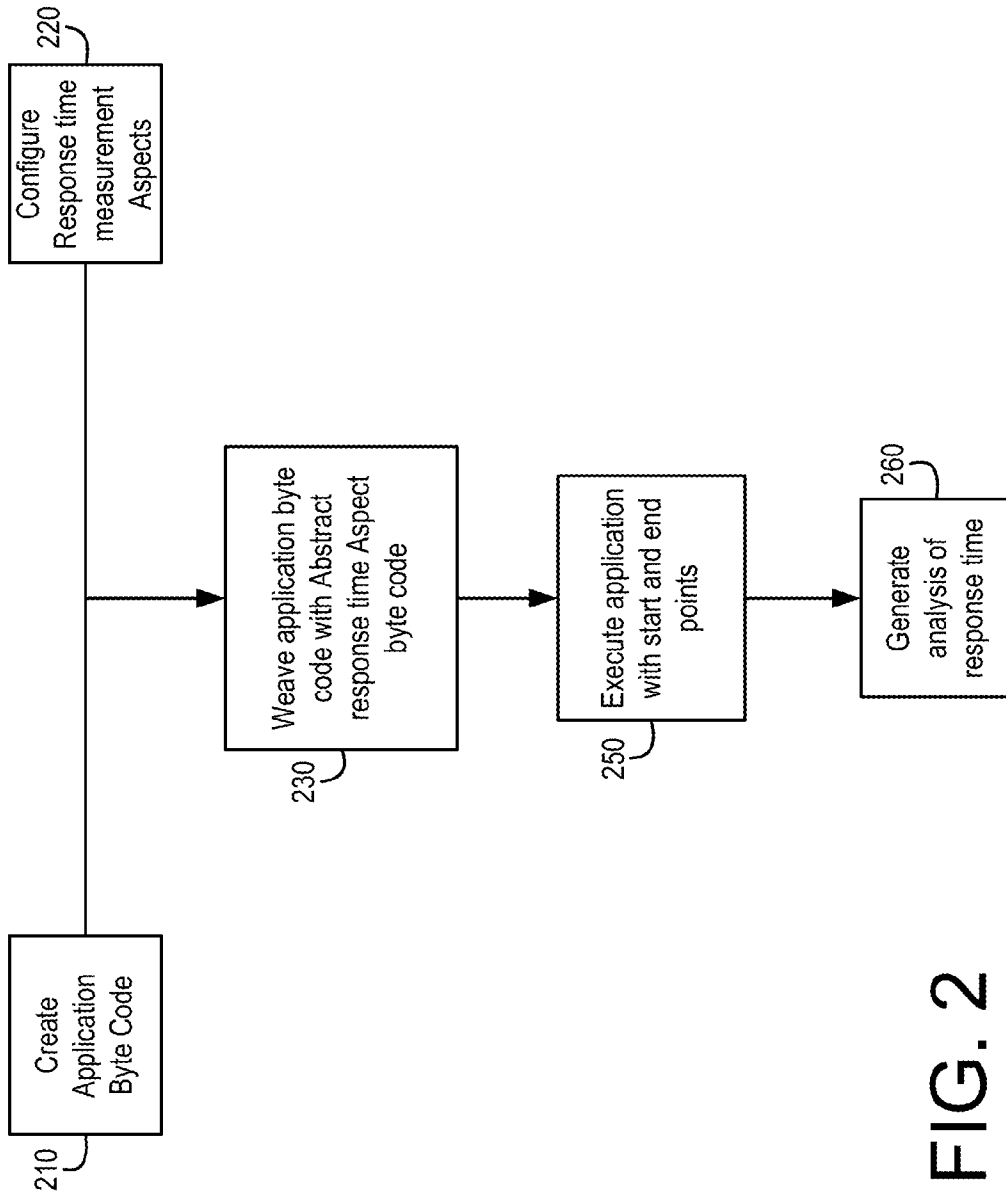 210
Create
Application
Byte Code
220
Configure
Response time
measurement
Aspects
230
Weave application byte
code with Abstract
response time Aspect
byte code
250
Execute application
with start and end
points
260
Generate
analysis of
response time
FIG. 2